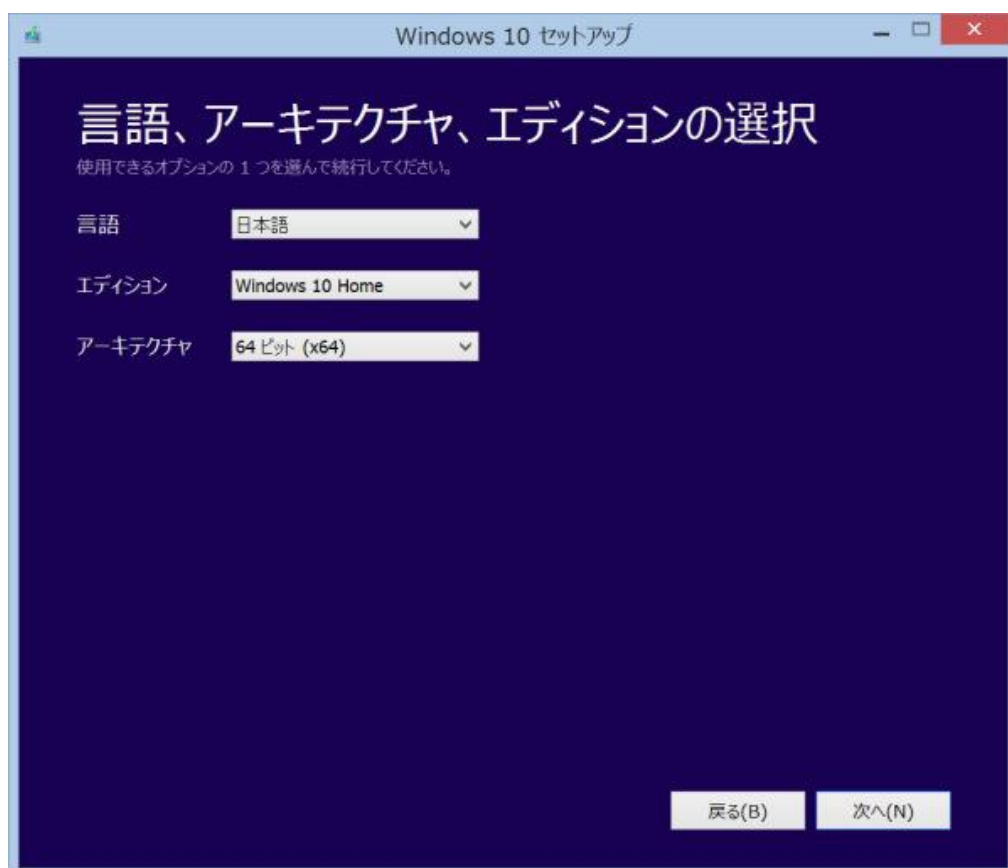 Windows 10 セットアップ
言語、アーキテクチャ、エディションの選択
使用できるオプションの 1 つを選んで続行してください。
言語 日本語
エディション Windows 10 Home
アーキテクチャ 64 ビット (x64)
戻る(B) 次へ(N)